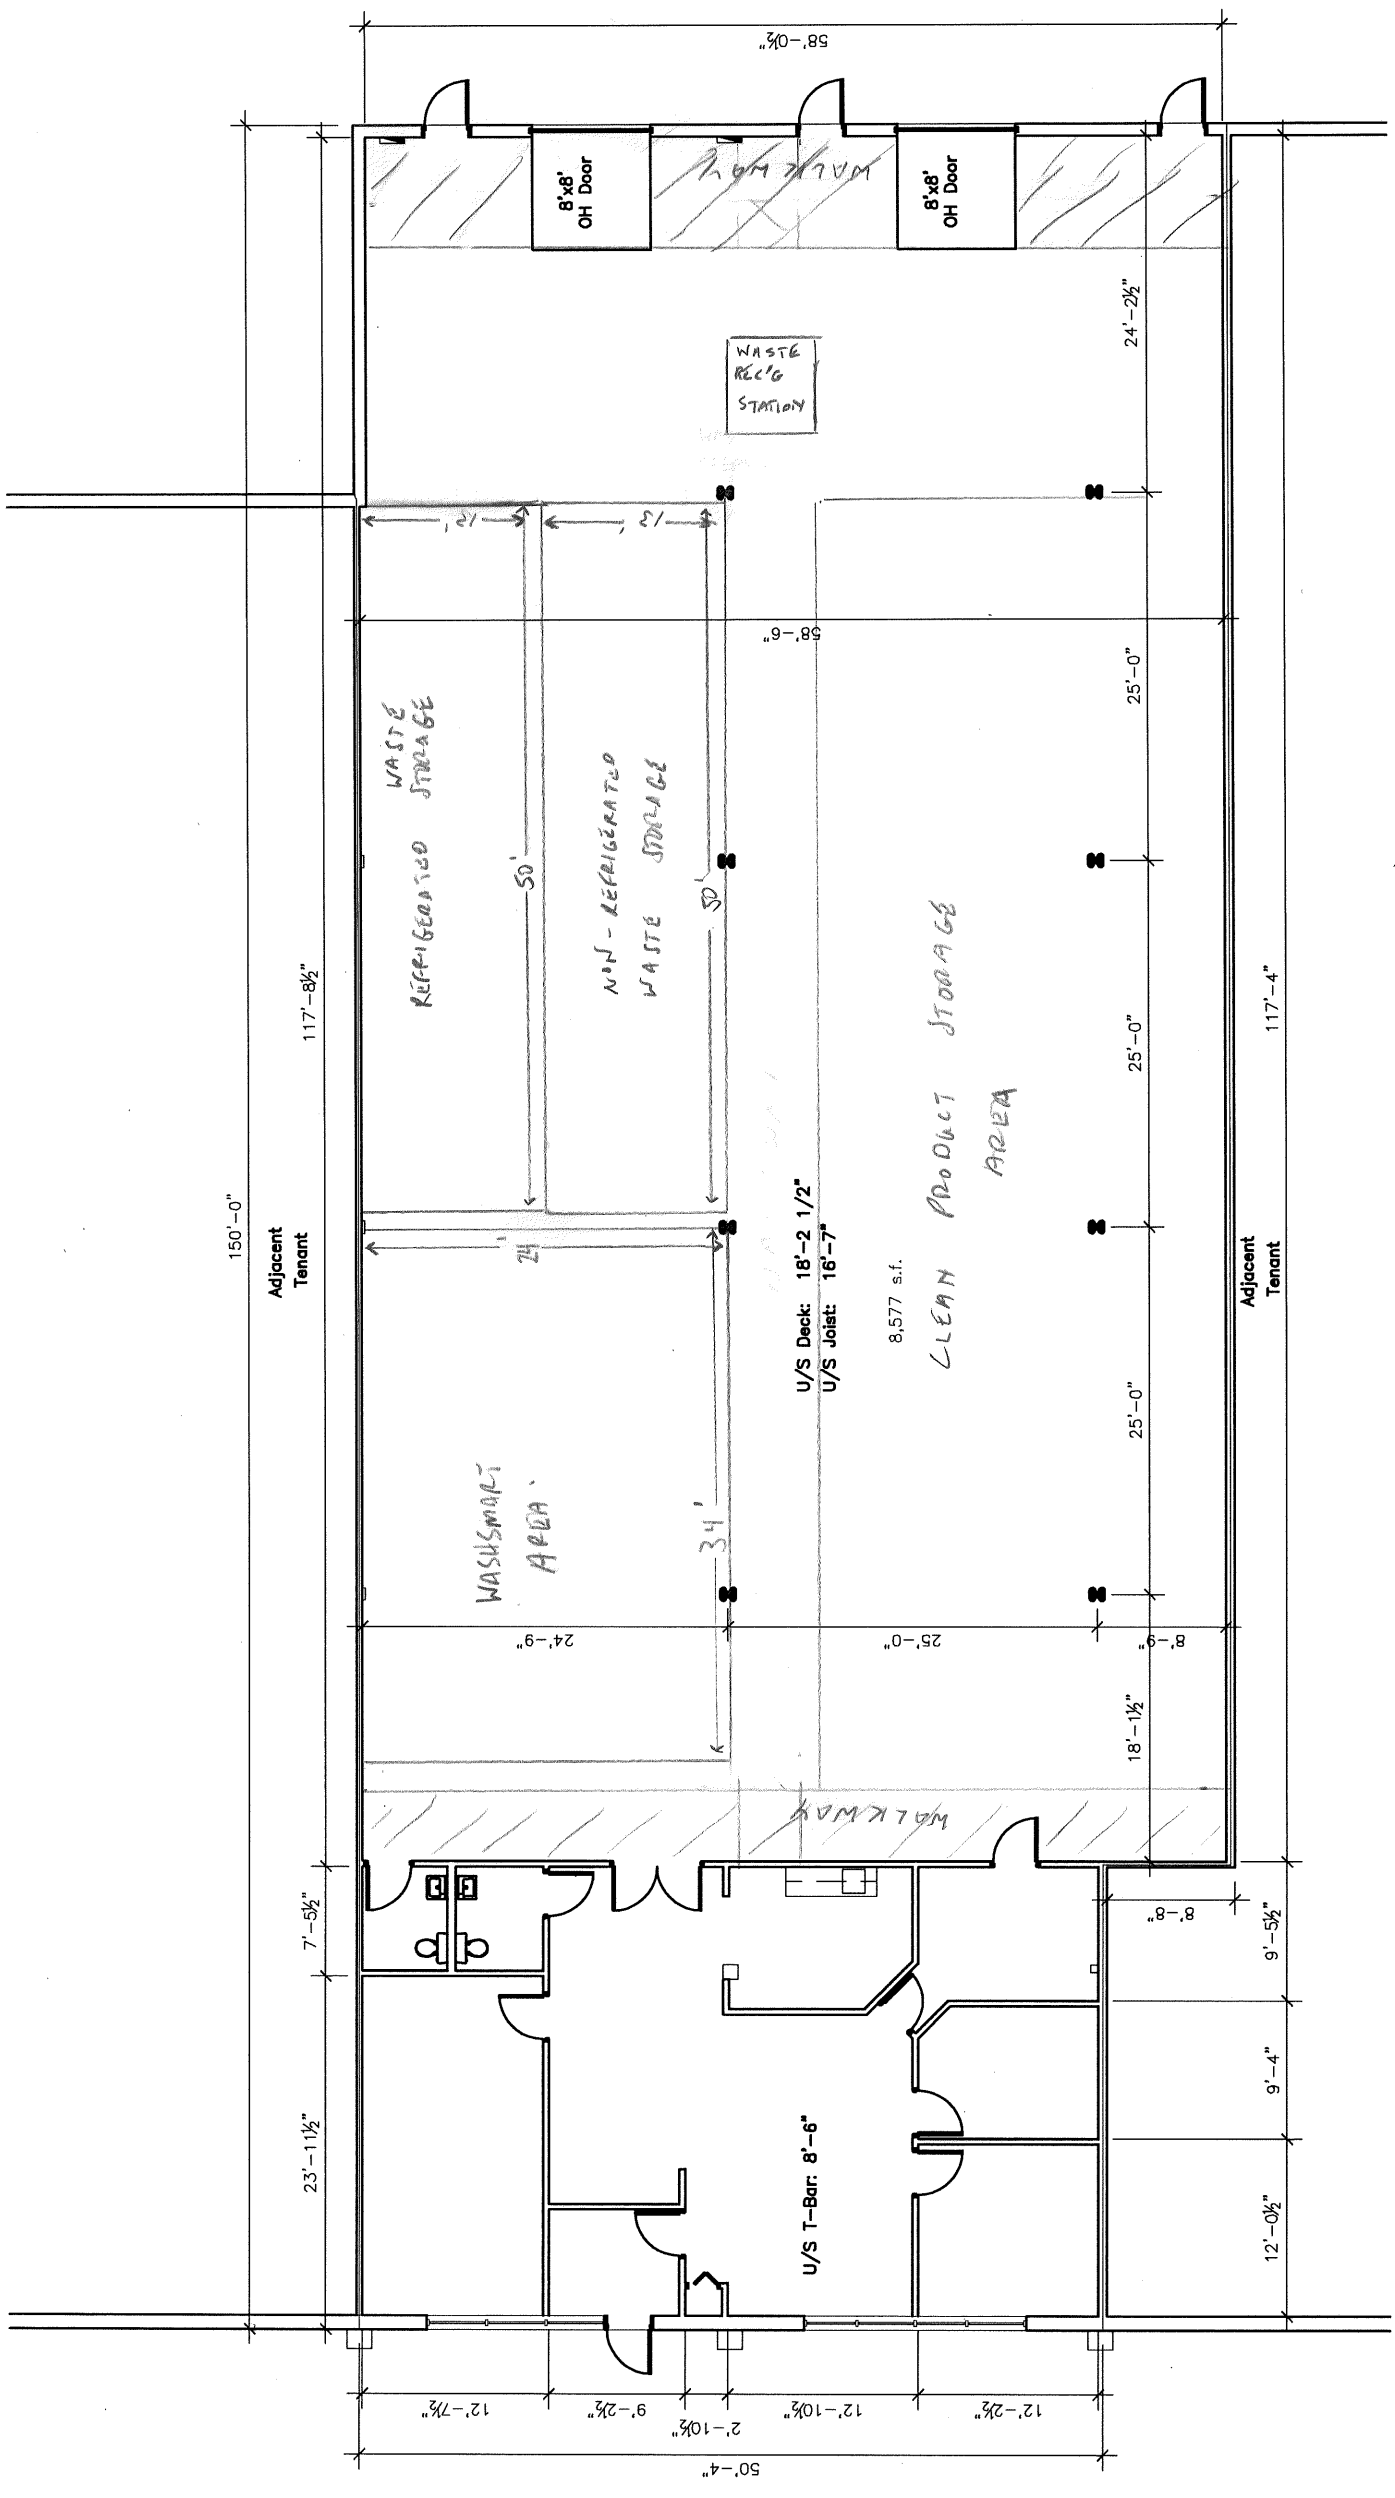 58'-0½"
8'x8'
OH Door
WALKWAY
8'x8'
OH Door
24'-2½"
WASTE
REC'G
STATION
12'
12'
58'-6"
25'-0"
WASTE
REFRIGERATED STORAGE
50'
NON-REFRIGERATED
WASTE STORAGE
50'
117'-8½"
117'-4"
25'-0"
CLEAN PRODUCT STORAGE
AREA
150'-0"
Adjacent
Tenant
24'
U/S Deck: 18'-2 1/2"
U/S Joist: 16'-7"
8,577 s.f.
Adjacent
Tenant
25'-0"
WASHSMART
AREA
34'
24'-9"
25'-0"
8'-9"
18'-1½"
WALKWAY
7'-5½"
8'-8"
9'-5½"
23'-11½"
9'-4"
U/S T-Bar: 8'-6"
12'-0½"
12'-7½"
9'-2½"
2'-10½"
12'-10½"
12'-2½"
50'-4"